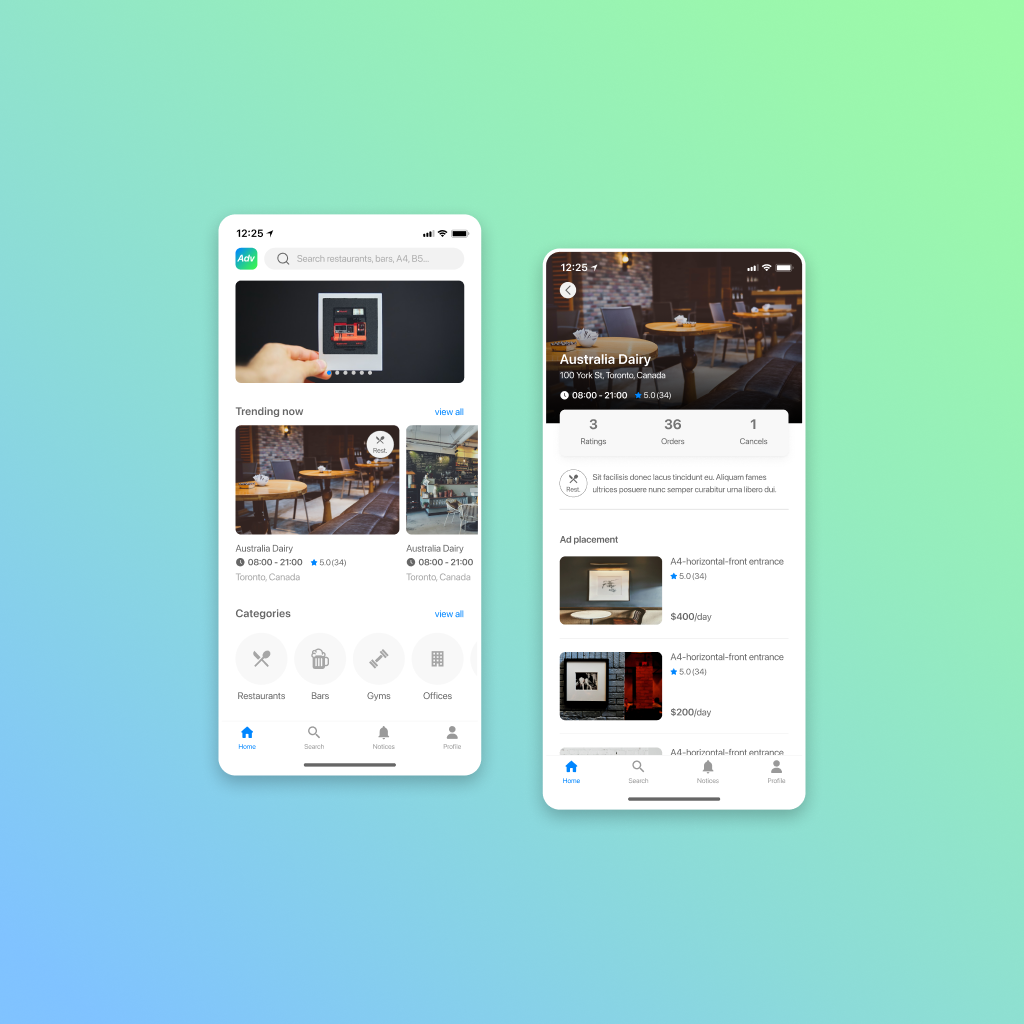 12:25
Adv
Search restaurants, bars, A4, B5...
Trending now
view all
Rest.
Australia Dairy
08:00 - 21:00
5.0 (34)
Toronto, Canada
Australia Dairy
08:00 - 21:00
Toronto, Canada
Categories
view all
Restaurants
Bars
Gyms
Offices
Home
Search
Notices
Profile
12:25
Australia Dairy
100 York St, Toronto, Canada
08:00 - 21:00
5.0 (34)
3
Ratings
36
Orders
1
Cancels
Rest.
Sit facilisis donec lacus tincidunt eu. Aliquam fames
ultrices posuere nunc semper curabitur urna libero dui.
Ad placement
A4-horizontal-front entrance
5.0 (34)
$400/day
A4-horizontal-front entrance
5.0 (34)
$200/day
A4-horizontal-front entrance
Home
Search
Notices
Profile